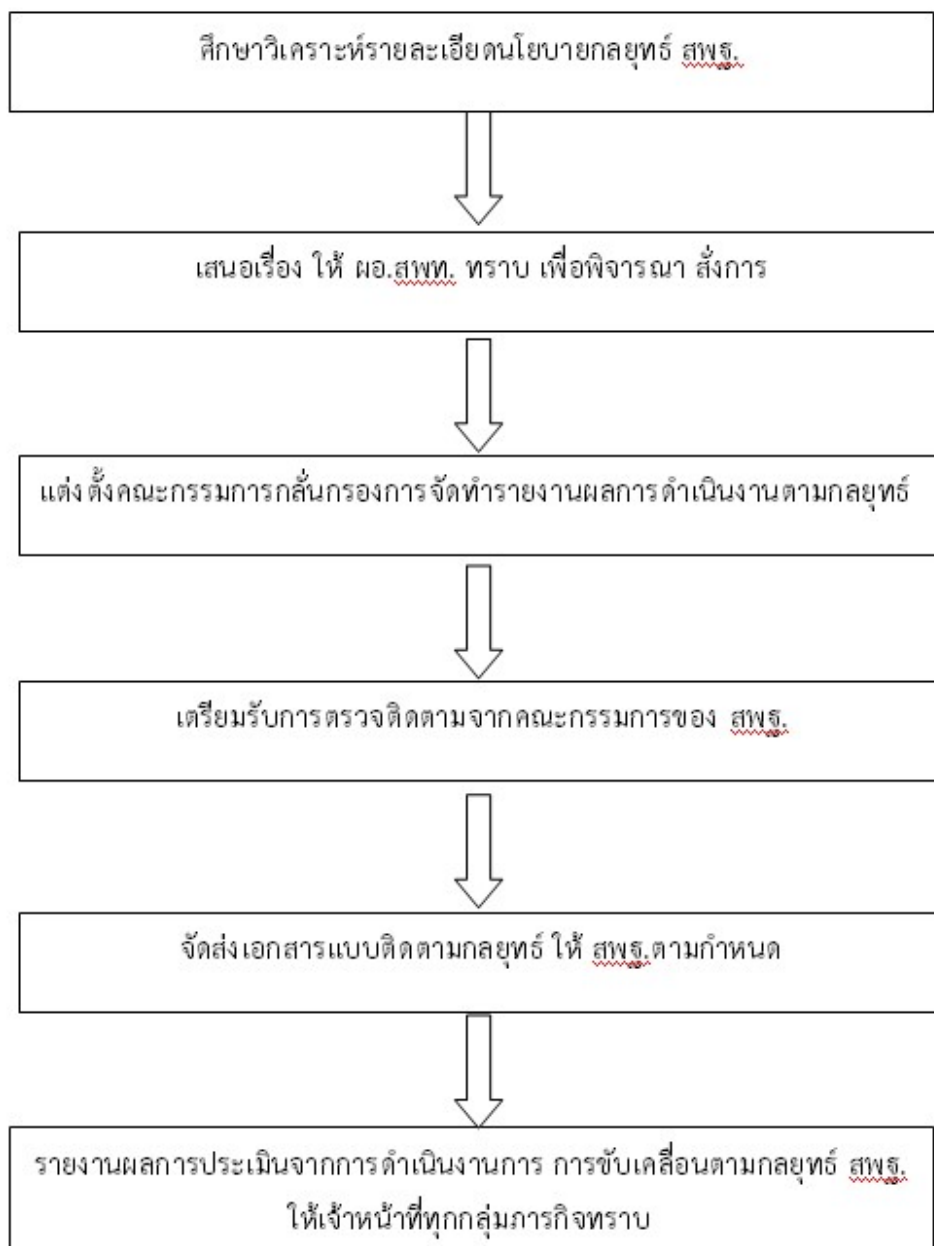 ศึกษาวิเคราะห์รายละเอียดนโยบายกลยุทธ์ สพฐ.
เสนอเรื่อง ให้ ผอ.สพท. ทราบ เพื่อพิจารณา สั่งการ
แต่งตั้งคณะกรรมการกลั่นกรองการจัดทำรายงานผลการดำเนินงานตามกลยุทธ์
เตรียมรับการตรวจติดตามจากคณะกรรมการของ สพฐ.
จัดส่งเอกสารแบบติดตามกลยุทธ์ ให้ สพฐ.ตามกำหนด
รายงานผลการประเมินจากการดำเนินงานการ การขับเคลื่อนตามกลยุทธ์ สพฐ.
ให้เจ้าหน้าที่ทุกกลุ่มภารกิจทราบ